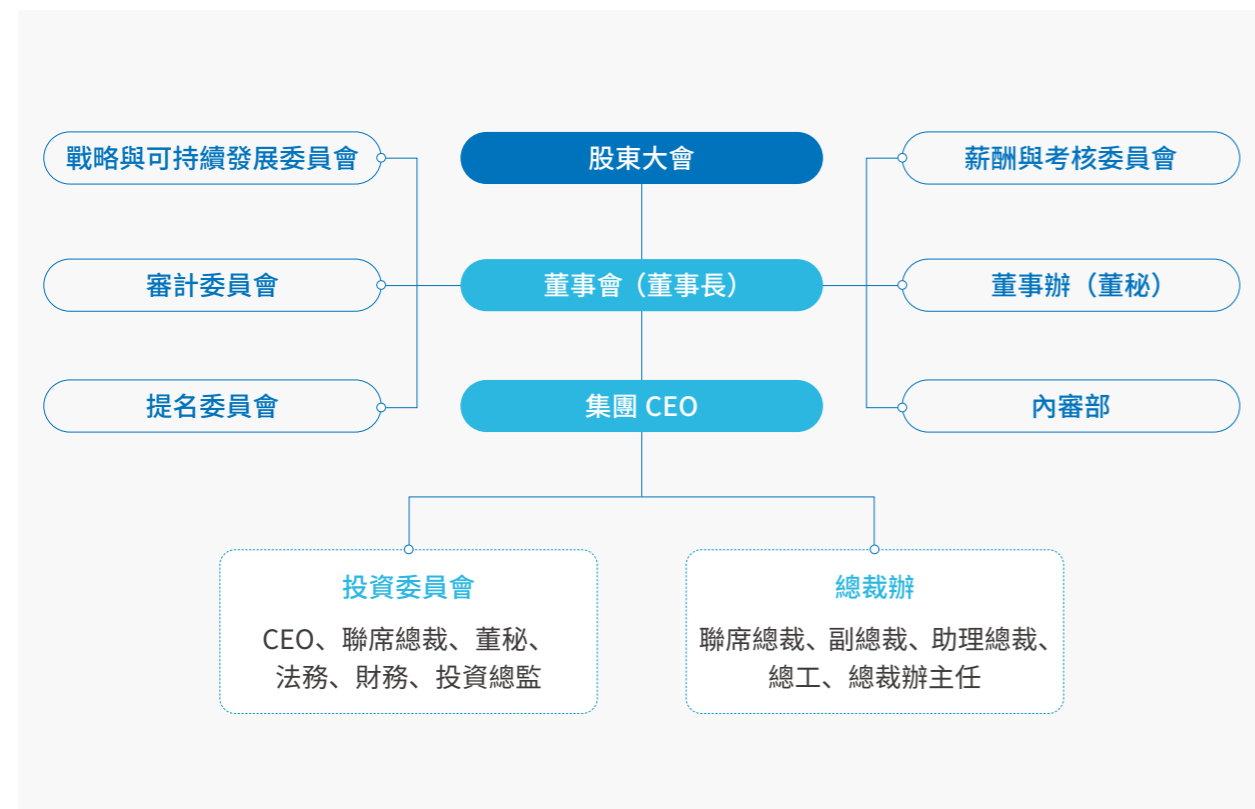 戰略與可持續發展委員會
股東大會
薪酬與考核委員會
審計委員會
董事會（董事長）
董事辦（董秘）
提名委員會
集團 CEO
內審部
投資委員會
CEO、聯席總裁、董秘、
法務、財務、投資總監
總裁辦
聯席總裁、副總裁、助理總裁、
總工、總裁辦主任